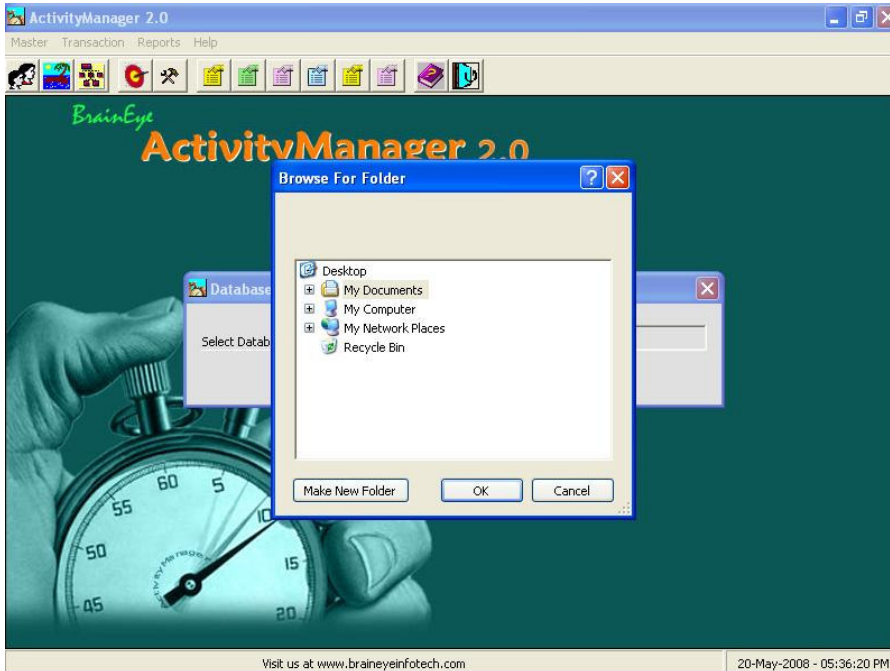 ActivityManager 2.0
Master Transaction Reports Help
BrainEye
ActivityManager 2.0
Browse For Folder
Desktop
My Documents
My Computer
My Network Places
Recycle Bin
Make New Folder OK Cancel
Database
Select Datab
60 5
55 10
50 15
45 20
ActivityManager
Visit us at www.braineyeinfotech.com 20-May-2008 - 05:36:20 PM